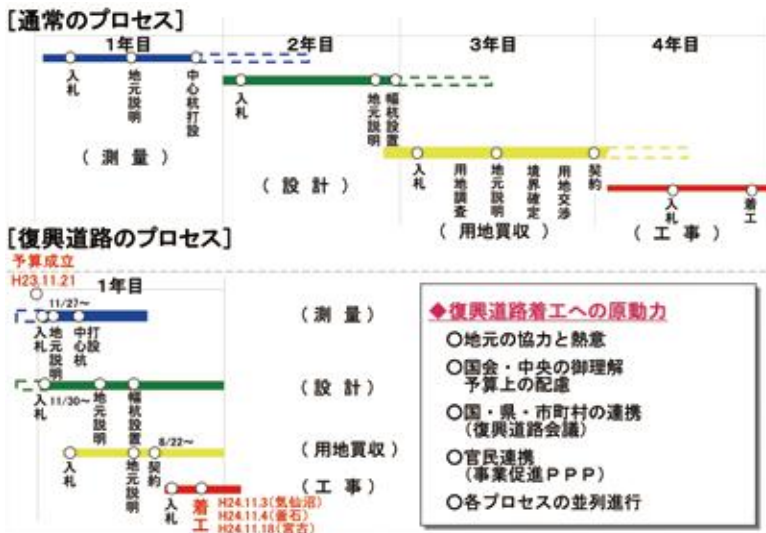 [通常のプロセス]
1年目
2年目
3年目
4年目
入札
地元説明
中心杭打設
(測量)
入札
地元説明
幅杭設置
(設計)
入札
用地調査
地元説明
境界確定
用地交渉
契約
(用地買収)
入札
着工
(工事)
[復興道路のプロセス]
予算成立
H23.11.21
1年目
11/27～
入札
地元説明
中心杭
打設
(測量)
入札
11/30～
地元説明
幅杭設置
(設計)
8/22～
入札
地元説明
契約
(用地買収)
入札
着工
(工事)
H24.11.3(気仙沼)
H24.11.4(釜石)
H24.11.18(宮古)
◆復興道路着工への原動力
○地元の協力と熱意
○国会・中央の御理解
予算上の配慮
○国・県・市町村の連携
(復興道路会議)
○官民連携
(事業促進PPP)
○各プロセスの並列進行